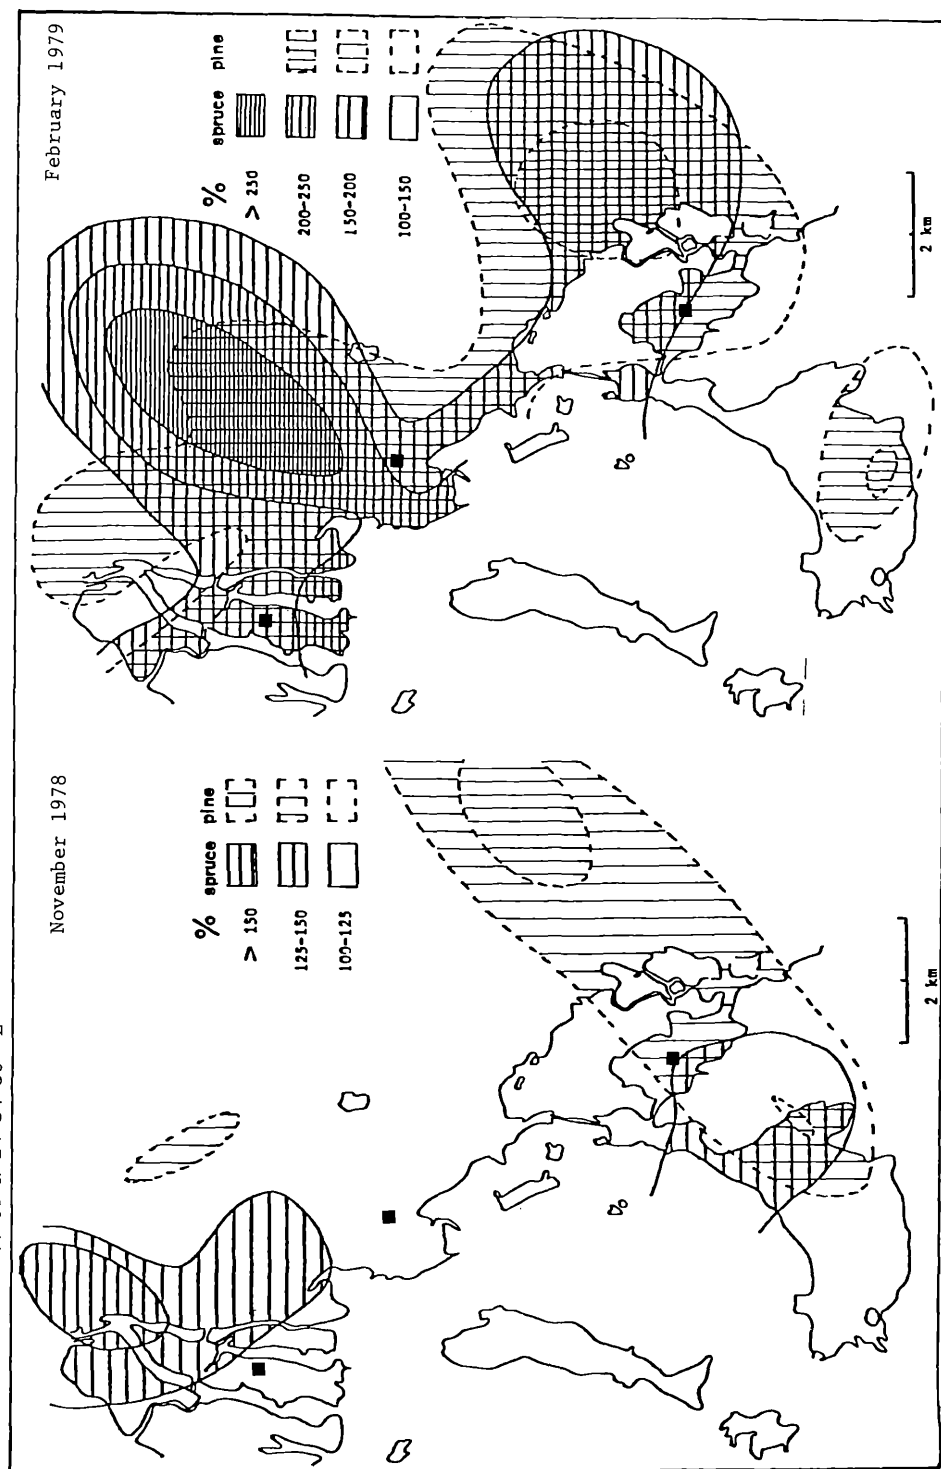 November 1978
% spruce pine
> 150
125-150
100-125
2 km
February 1979
% spruce pine
> 250
200-250
150-200
100-150
2 km